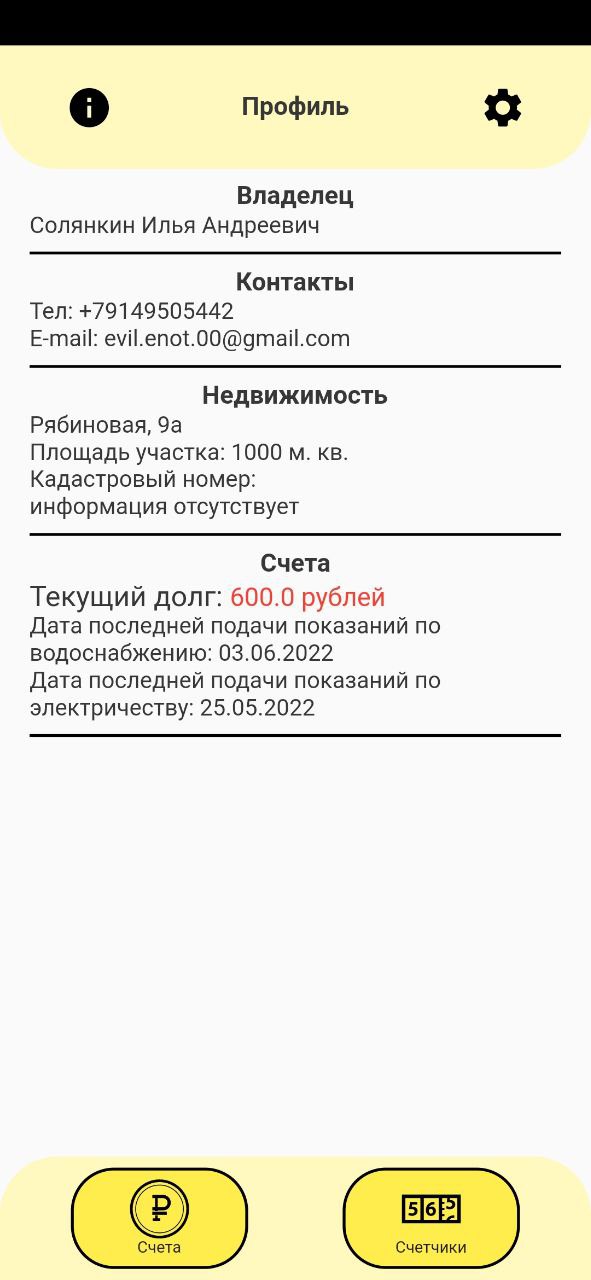 Профиль
Владелец
Солянкин Илья Андреевич
Контакты
Тел: +79149505442
E-mail: evil.enot.00@gmail.com
Недвижимость
Рябиновая, 9а
Площадь участка: 1000 м. кв.
Кадастровый номер:
информация отсутствует
Счета
Текущий долг: 600.0 рублей
Дата последней подачи показаний по
водоснабжению: 03.06.2022
Дата последней подачи показаний по
электричеству: 25.05.2022
Счета
Счетчики